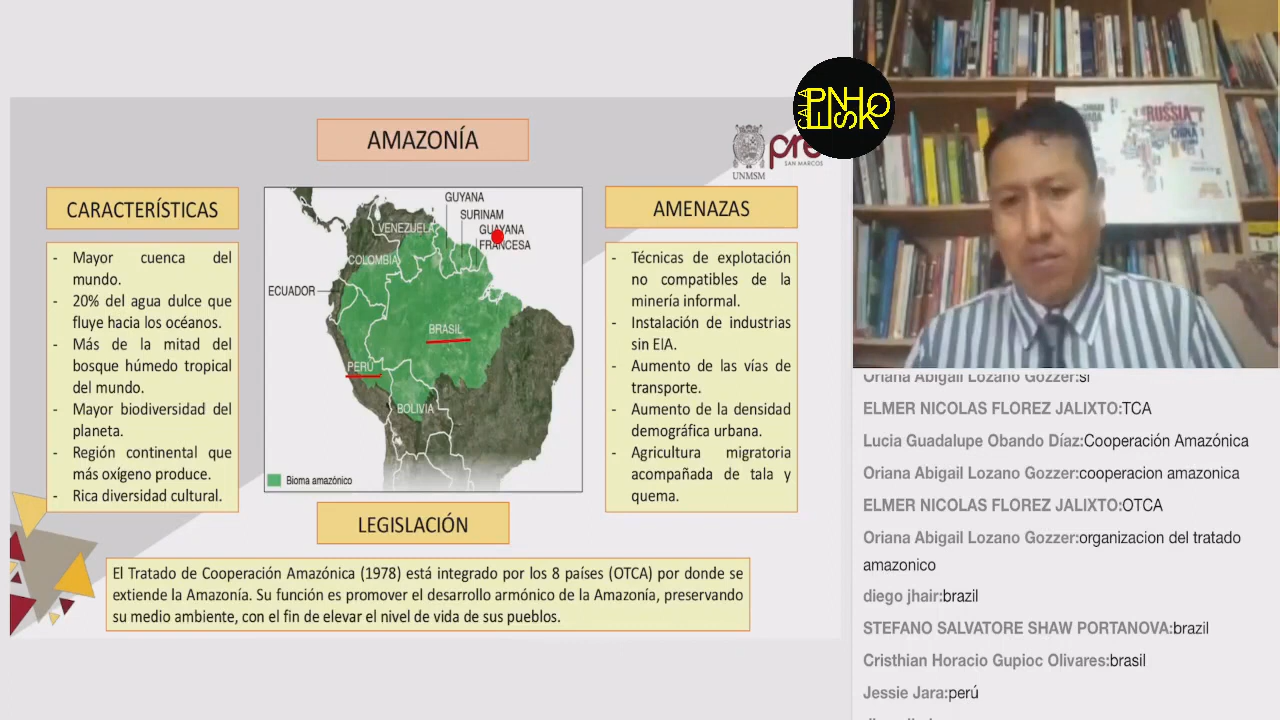 AMAZONÍA
UNMSM
SAN MARCOS
CARACTERÍSTICAS
- Mayor cuenca del
mundo.
- 20% del agua dulce que
fluye hacia los océanos.
- Más de la mitad del
bosque húmedo tropical
del mundo.
- Mayor biodiversidad del
planeta.
- Región continental que
más oxígeno produce.
- Rica diversidad cultural.
GUYANA
SURINAM
GUAYANA
FRANCESA
VENEZUELA
COLOMBIA
ECUADOR
BRASIL
PERÚ
BOLIVIA
Bioma amazónico
AMENAZAS
- Técnicas de explotación
no compatibles de la
minería informal.
- Instalación de industrias
sin EIA.
- Aumento de las vías de
transporte.
- Aumento de la densidad
demográfica urbana.
- Agricultura migratoria
acompañada de tala y
quema.
LEGISLACIÓN
El Tratado de Cooperación Amazónica (1978) está integrado por los 8 países (OTCA) por donde se
extiende la Amazonía. Su función es promover el desarrollo armónico de la Amazonía, preservando
su medio ambiente, con el fin de elevar el nivel de vida de sus pueblos.
RUSSIA
CHINA
Oriana Abigail Lozano Gozzer:si
ELMER NICOLAS FLOREZ JALIXTO:TCA
Lucia Guadalupe Obando Díaz:Cooperación Amazónica
Oriana Abigail Lozano Gozzer:cooperacion amazonica
ELMER NICOLAS FLOREZ JALIXTO:OTCA
Oriana Abigail Lozano Gozzer:organizacion del tratado
amazonico
diego jhair:brazil
STEFANO SALVATORE SHAW PORTANOVA:brazil
Cristhian Horacio Gupioc Olivares:brasil
Jessie Jara:perú